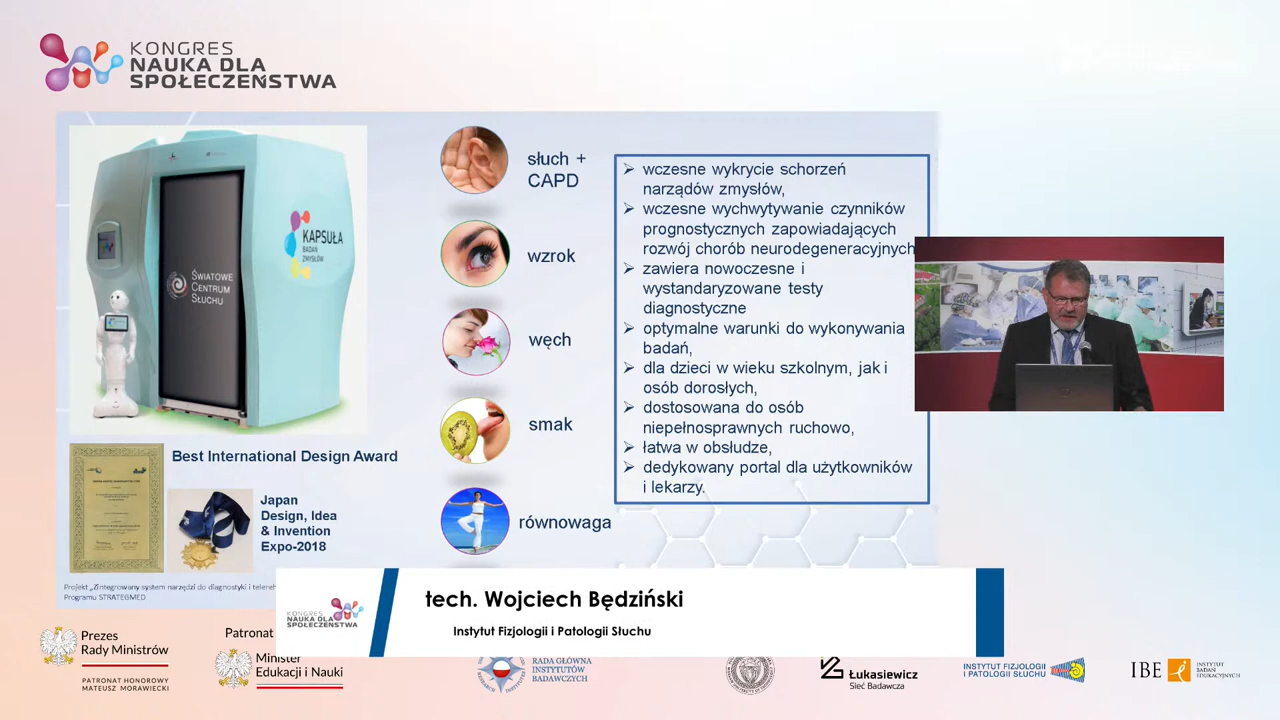 KONGRES
NAUKA DLA
SPOŁECZEŃSTWA
KAPSUŁA
BADAŃ
ZMYSŁÓW
ŚWIATOWE
CENTRUM
SŁUCHU
słuch +
CAPD
wzrok
węch
smak
równowaga
wczesne wykrycie schorzeń
narządów zmysłów,
wczesne wychwytywanie czynników
prognostycznych zapowiadających
rozwój chorób neurodegeneracyjnych
zawiera nowoczesne i
wystandaryzowane testy
diagnostyczne
optymalne warunki do wykonywania
badań,
dla dzieci w wieku szkolnym, jak i
osób dorosłych,
dostosowana do osób
niepełnosprawnych ruchowo,
łatwa w obsłudze,
dedykowany portal dla użytkowników
i lekarzy.
Best International Design Award
Japan
Design, Idea
& Invention
Expo-2018
Projekt „Zintegrowany system narzędzi do diagnostyki i
Programu STRATEGMED
KONGRES
NAUKA DLA
SPOŁECZEŃSTWA
tech. Wojciech Będziński
Instytut Fizjologii i Patologii Słuchu
Prezes
Rady Ministrów
PATRONAT HONOROWY
MATEUSZ MORAWIECKI
Patronat
Minister
Edukacji i Nauki
RADA GŁÓWNA
INSTYTUTÓW
BADAWCZYCH
Łukasiewicz
Sieć Badawcza
INSTYTUT FIZJOLOGII
I PATOLOGII SŁUCHU
IBE
INSTYTUT
BADAŃ
EDUKACYJNYCH